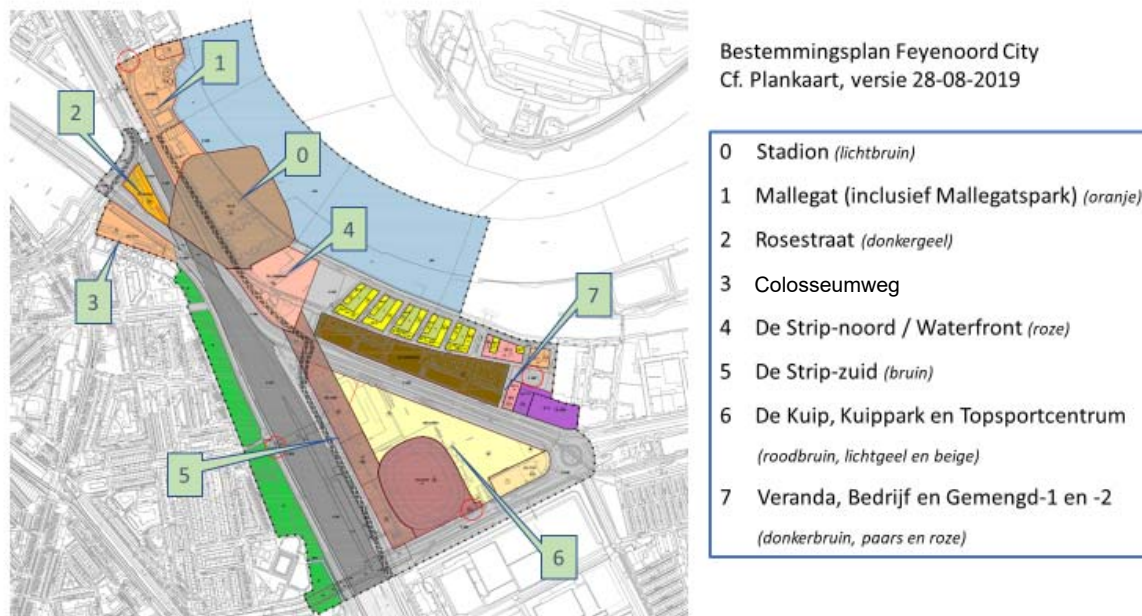 Bestemmingsplan Feyenoord City
Cf. Plankaart, versie 28-08-2019
0 Stadion (lichtbruin)
1 Mallegat (inclusief Mallegatspark) (oranje)
2 Rosestraat (donkergeel)
3 Colosseumweg
4 De Strip-noord / Waterfront (roze)
5 De Strip-zuid (bruin)
6 De Kuip, Kuippark en Topsportcentrum
(roodbruin, lichtgeel en beige)
7 Veranda, Bedrijf en Gemengd-1 en -2
(donkerbruin, paars en roze)
1
2
0
4
3
7
5
6